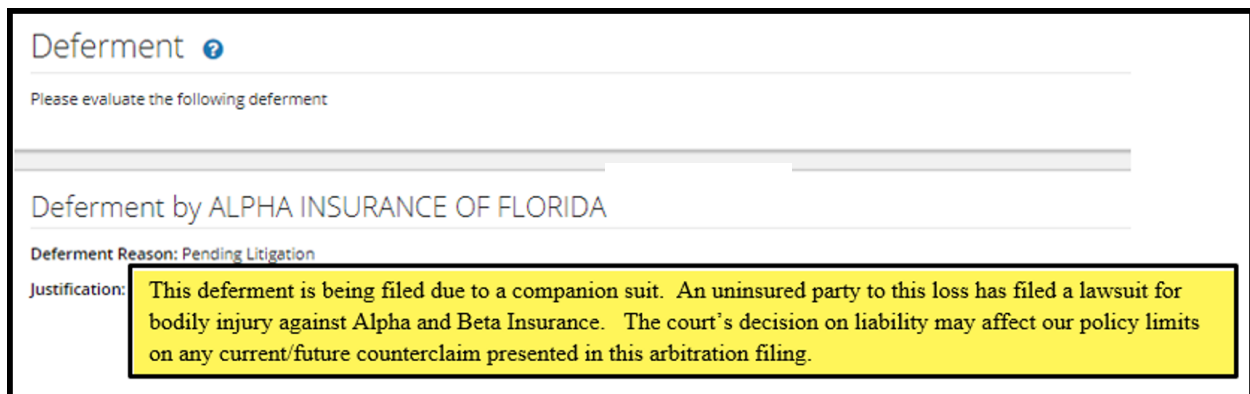 Deferment ?
Please evaluate the following deferment
Deferment by ALPHA INSURANCE OF FLORIDA
Deferment Reason: Pending Litigation
Justification:
This deferment is being filed due to a companion suit.  An uninsured party to this loss has filed a lawsuit for
bodily injury against Alpha and Beta Insurance.   The court’s decision on liability may affect our policy limits
on any current/future counterclaim presented in this arbitration filing.